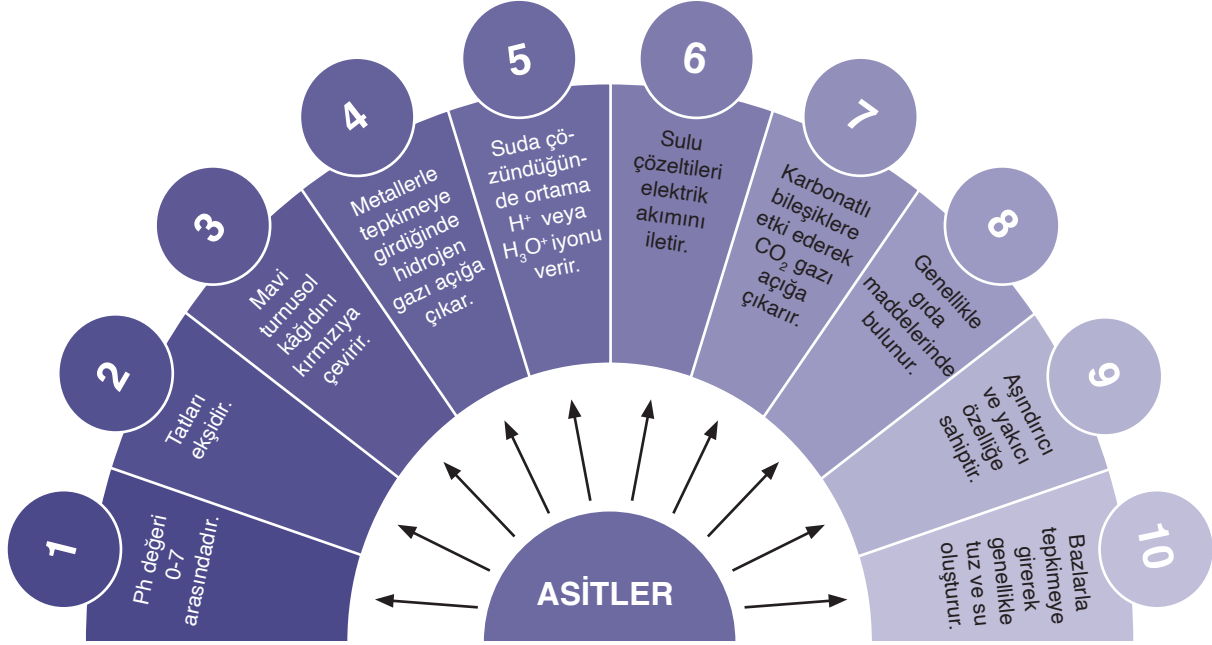 1
Ph değeri
0-7
arasındadır.
2
Tatları
ekşidir.
3
Mavi
turnusol
kâğıdını
kırmızıya
çevirir.
4
Metallerle
tepkimeye
girdiğinde
hidrojen
gazı açığa
çıkar.
5
Suda çö-
zündüğün-
de ortama
H⁺ veya
H₃O⁺ iyonu
verir.
6
Sulu
çözeltileri
elektrik
akımını
iletir.
7
Karbonatlı
bileşiklere
etki ederek
CO₂ gazı
açığa
çıkarır.
8
Genellikle
gıda
maddelerinde
bulunur.
9
Aşındırıcı
ve yakıcı
özelliğe
sahiptir.
10
Bazlarla
tepkimeye
girerek
genellikle
tuz ve su
oluşturur.
ASİTLER